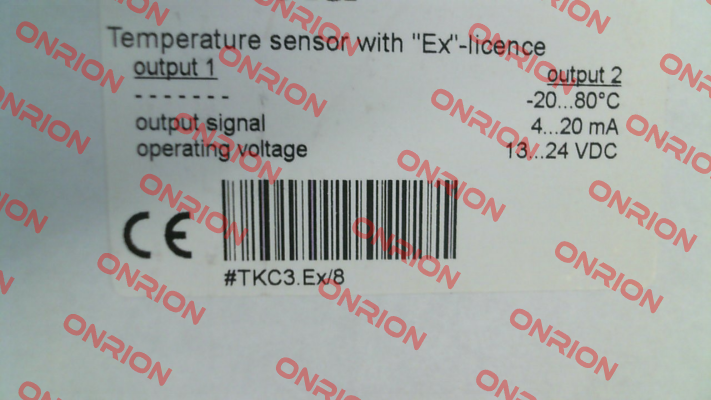 Temperature sensor with "Ex"-licence
output 1 output 2
- - - - - - - -20...80°C
output signal 4...20 mA
operating voltage 13...24 VDC
CE
#TKC3.Ex/8
ONRION